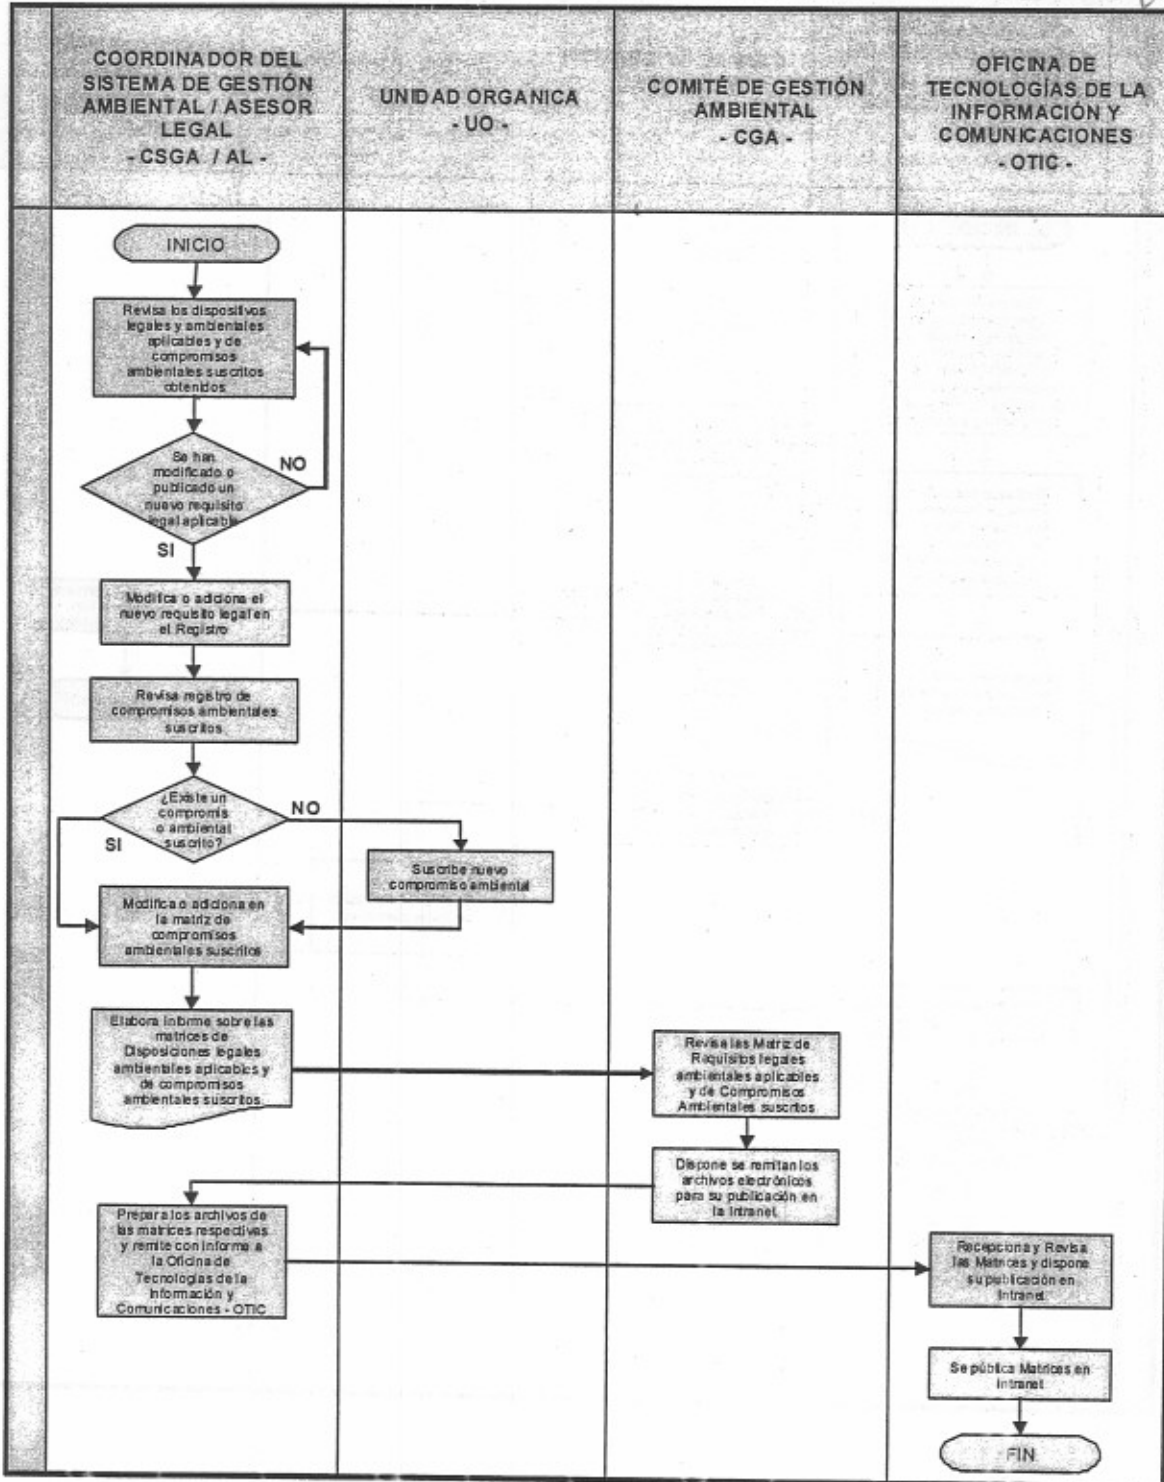 COORDINADOR DEL
SISTEMA DE GESTIÓN
AMBIENTAL / ASESOR
LEGAL
- CSGA / AL -
UNIDAD ORGANICA
- UO -
COMITÉ DE GESTIÓN
AMBIENTAL
- CGA -
OFICINA DE
TECNOLOGÍAS DE LA
INFORMACIÓN Y
COMUNICACIONES
- OTIC -
INICIO
Revisa los dispositivos
legales y ambientales
aplicables y de
compromisos
ambientales suscritos
obtenidos
Se han
modificado o
publicado un
nuevo requisito
legal aplicable
NO
SI
Modifica o adiciona el
nuevo requisito legal en
el Registro
Revisa registro de
compromisos ambientales
suscritos
¿Existe un
compromis
o ambiental
suscrito?
NO
SI
Suscribe nuevo
compromiso ambiental
Modifica o adiciona en
la matriz de
compromisos
ambientales suscritos
Elabora Informe sobre las
matrices de
Disposiciones legales
ambientales aplicables y
de compromisos
ambientales suscritos
Revisa las Matriz de
Requisitos legales
ambientales aplicables
y de Compromisos
Ambientales suscritos
Dispone se remitan los
archivos electrónicos
para su publicación en
la Intranet
Prepara los archivos de
las matrices respectivas
y remite con informe a
la Oficina de
Tecnologías de la
Información y
Comunicaciones - OTIC
Recepciona y Revisa
las Matrices y dispone
su publicación en
Intranet
Se pública Matrices en
Intranet
FIN